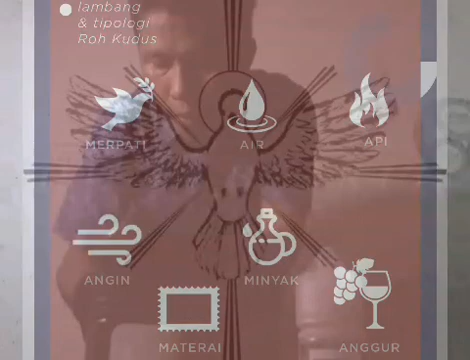 lambang
& tipologi
Roh Kudus
MERPATI
AIR
API
ANGIN
MINYAK
MATERAI
ANGGUR